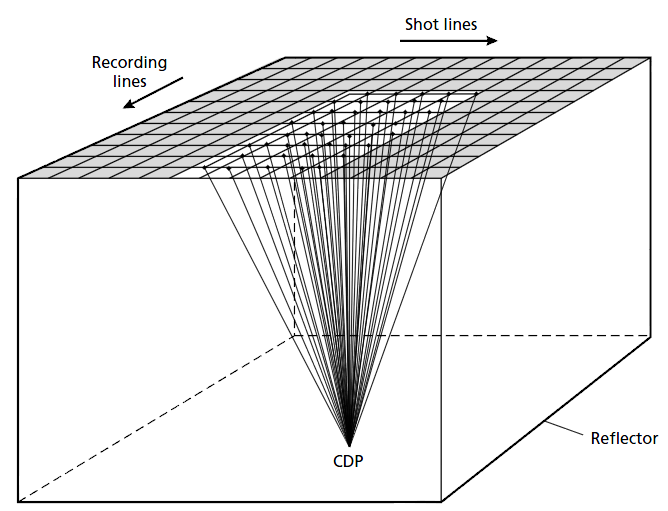 Shot lines
Recording
lines
Reflector
CDP